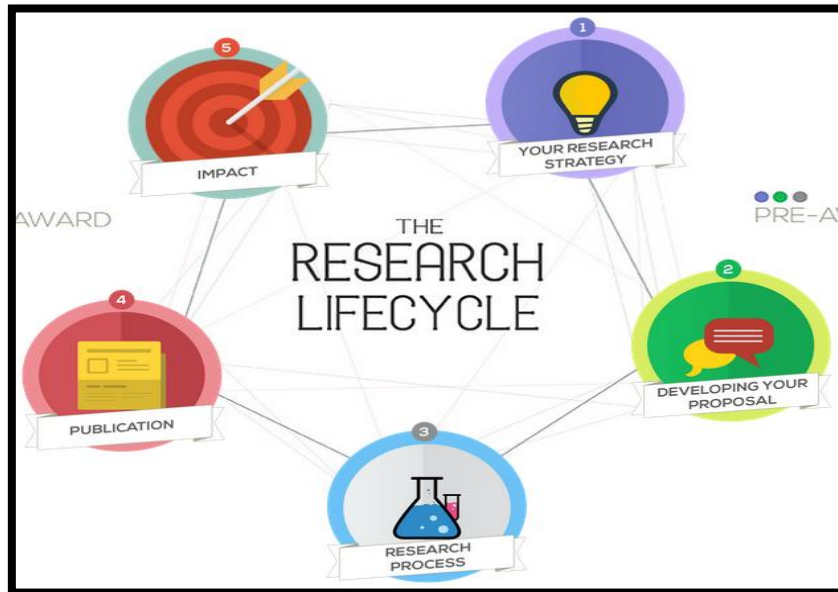 5
1
IMPACT
YOUR RESEARCH
STRATEGY
AWARD
PRE-AV
THE
RESEARCH
LIFECYCLE
2
4
DEVELOPING YOUR
PROPOSAL
PUBLICATION
3
RESEARCH
PROCESS